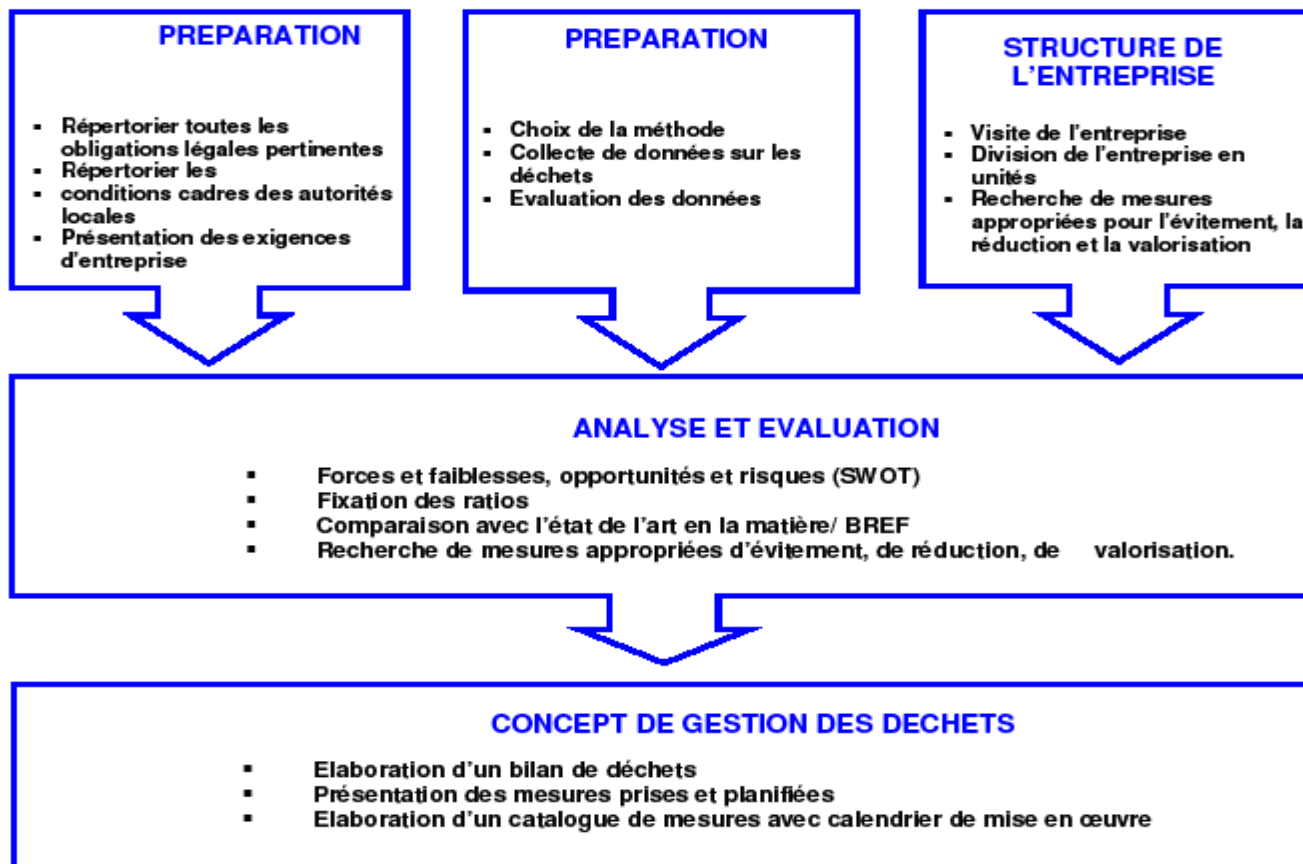 PREPARATION
▪ Répertorier toutes les
obligations légales pertinentes
▪ Répertorier les
▪ conditions cadres des autorités
locales
▪ Présentation des exigences
d'entreprise
PREPARATION
▪ Choix de la méthode
▪ Collecte de données sur les
déchets
▪ Evaluation des données
STRUCTURE DE
L'ENTREPRISE
▪ Visite de l'entreprise
▪ Division de l'entreprise en
unités
▪ Recherche de mesures
appropriées pour l'évitement, la
réduction et la valorisation
ANALYSE ET EVALUATION
▪ Forces et faiblesses, opportunités et risques (SWOT)
▪ Fixation des ratios
▪ Comparaison avec l'état de l'art en la matière/ BREF
▪ Recherche de mesures appropriées d'évitement, de réduction, de valorisation.
CONCEPT DE GESTION DES DECHETS
▪ Elaboration d'un bilan de déchets
▪ Présentation des mesures prises et planifiées
▪ Elaboration d'un catalogue de mesures avec calendrier de mise en œuvre